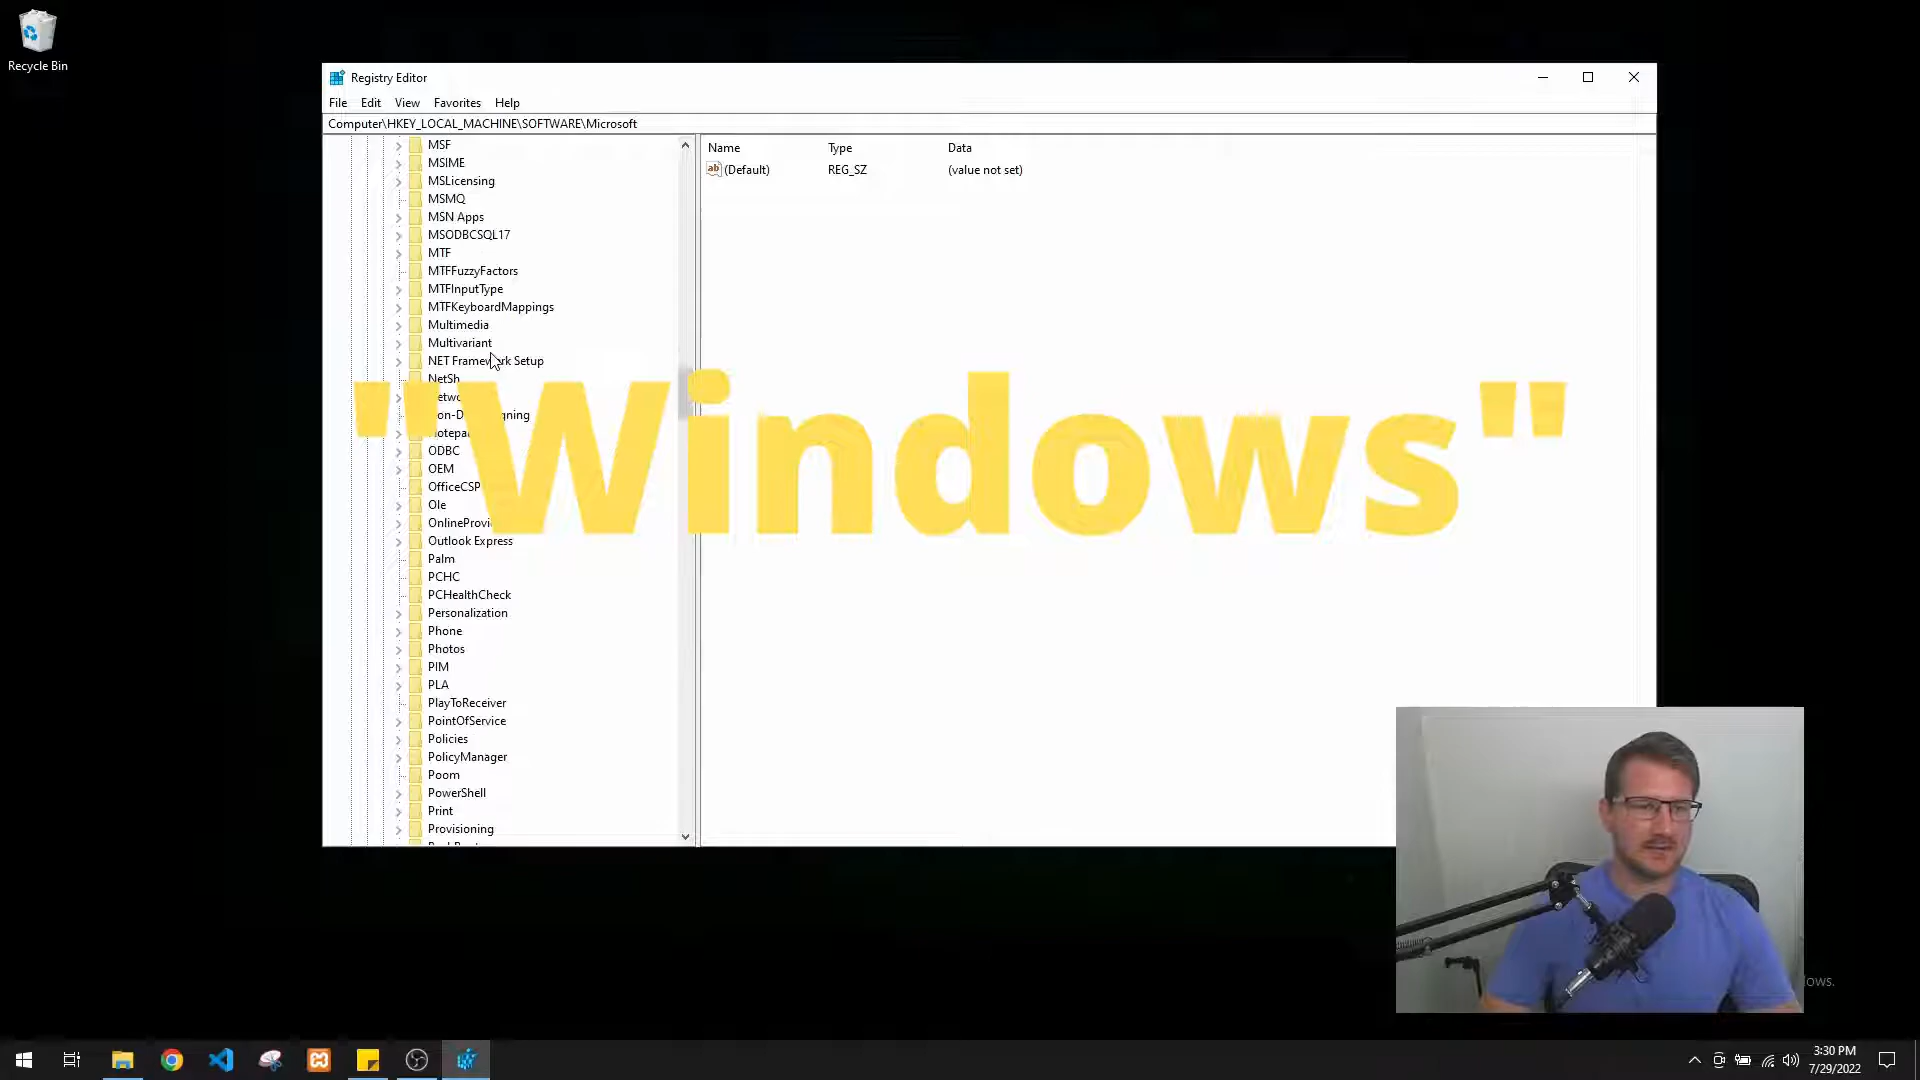 Recycle Bin
Registry Editor
File Edit View Favorites Help
Computer\HKEY_LOCAL_MACHINE\SOFTWARE\Microsoft
Name Type Data
(Default) REG_SZ (value not set)
MSF
MSIME
MSLicensing
MSMQ
MSN Apps
MSODBCSQL17
MTF
MTFFuzzyFactors
MTFInputType
MTFKeyboardMappings
Multimedia
Multivariant
NET Framework Setup
NetSh
ODBC
OEM
OfficeCSP
Ole
Outlook Express
Palm
PCHC
PCHealthCheck
Personalization
Phone
Photos
PIM
PLA
PlayToReceiver
PointOfService
Policies
PolicyManager
Poom
PowerShell
Print
Provisioning
"Windows"
3:30 PM
7/29/2022